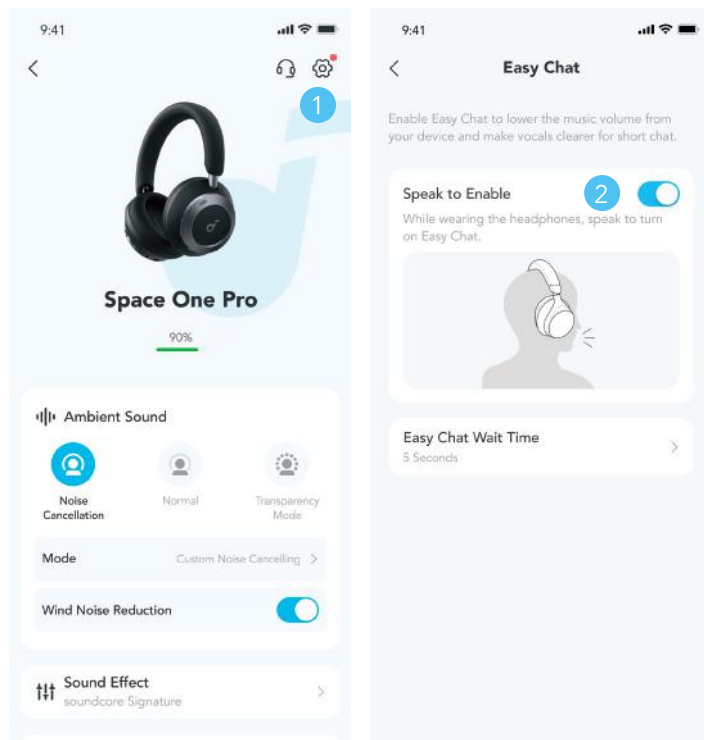 9:41
1
Space One Pro
90%
Ambient Sound
Noise
Cancellation
Normal
Transparency
Mode
Mode
Custom Noise Cancelling
Wind Noise Reduction
Sound Effect
soundcore Signature
9:41
Easy Chat
Enable Easy Chat to lower the music volume from
your device and make vocals clearer for short chat.
Speak to Enable
2
While wearing the headphones, speak to turn
on Easy Chat.
Easy Chat Wait Time
5 Seconds